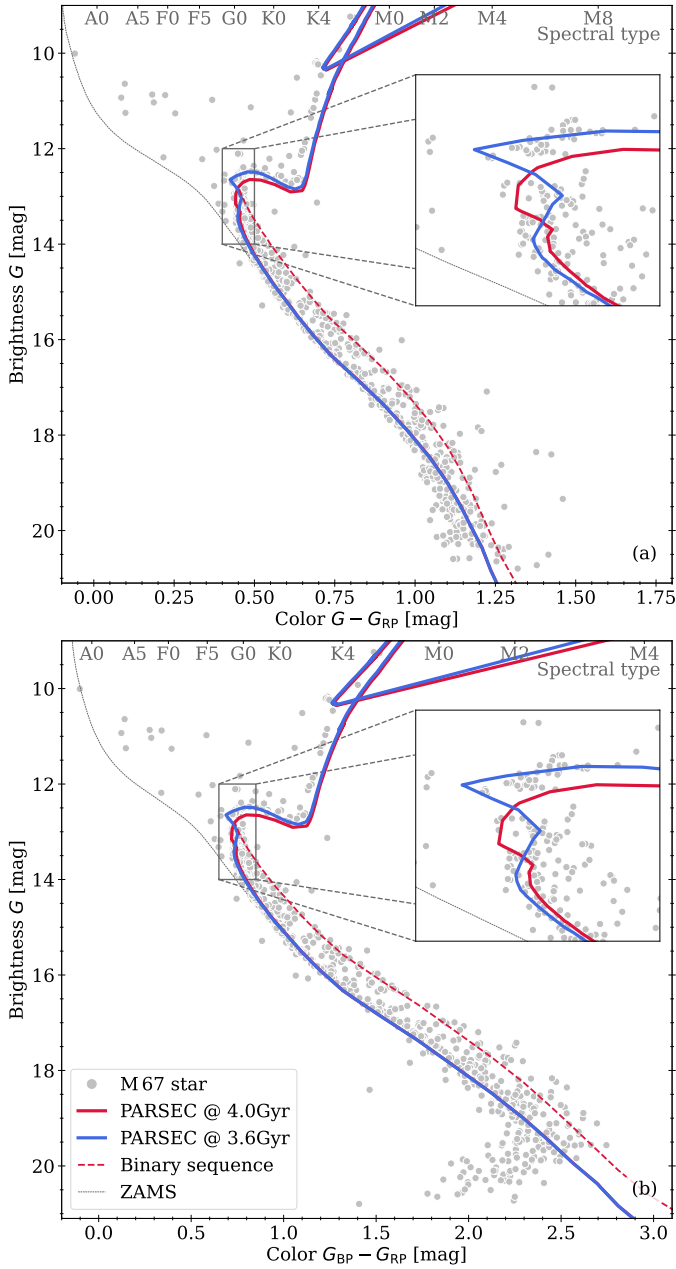 A0 A5 F0 F5 G0 K0 K4 M0 M2 M4 M8
Spectral type
10
12
14
16
18
20
Brightness G [mag]
(a)
0.00 0.25 0.50 0.75 1.00 1.25 1.50 1.75
Color G − G_RP [mag]
A0 A5 F0 F5 G0 K0 K4 M0 M2 M4
Spectral type
10
12
14
16
18
20
Brightness G [mag]
M 67 star
PARSEC @ 4.0Gyr
PARSEC @ 3.6Gyr
Binary sequence
ZAMS
(b)
0.0 0.5 1.0 1.5 2.0 2.5 3.0
Color G_BP − G_RP [mag]